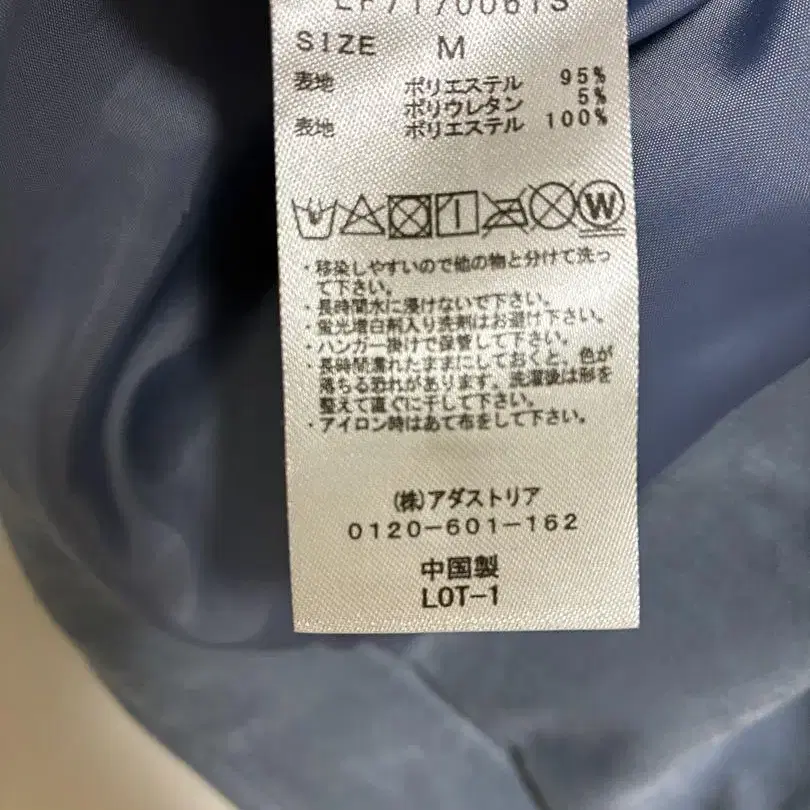 SIZE M
表地 ポリエステル 95%
ポリウレタン 5%
表地 ポリエステル 100%
W
・移染しやすいので他の物と分けて洗っ
て下さい。
・長時間水に浸けないで下さい。
・蛍光増白剤入り洗剤はお避け下さい。
・ハンガー掛けで保管して下さい。
・長時間濡れたままにしておくと、色が
落ちる恐れがあります。洗濯後は形を
整えて直ぐに干して下さい。
・アイロン時はあて布をして下さい。
(株)アダストリア
0120-601-162
中国製
LOT-1